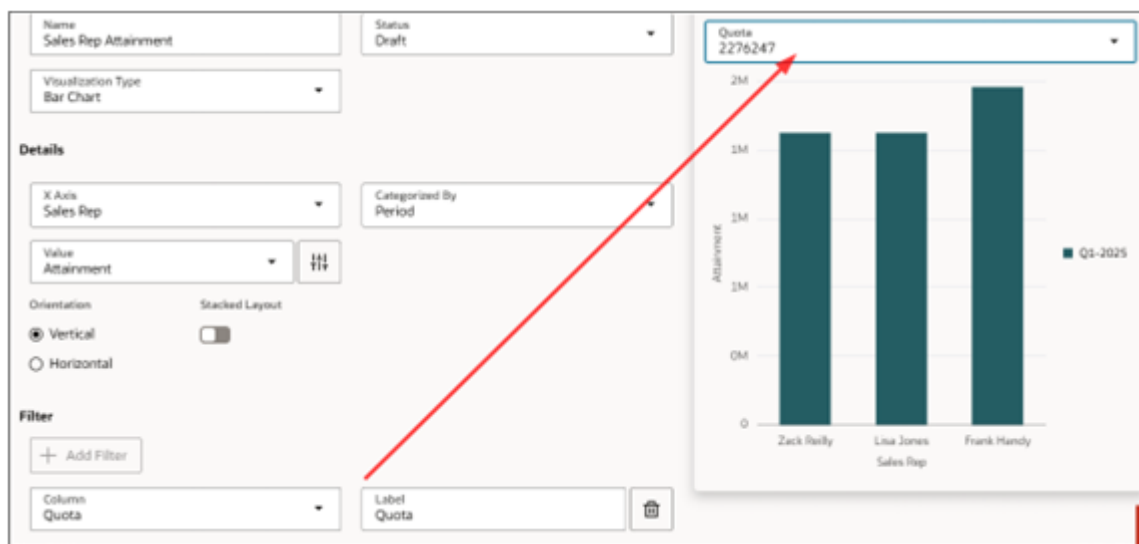 Name
Sales Rep Attainment
Status
Draft
Visualization Type
Bar Chart
Details
X Axis
Sales Rep
Categorized By
Period
Value
Attainment
Orientation
Stacked Layout
Vertical
Horizontal
Filter
+ Add Filter
Column
Quota
Label
Quota
Quota
2276247
2M
1M
1M
1M
0M
0
Attainment
Zack Reilly
Lisa Jones
Frank Handy
Sales Rep
Q1-2025